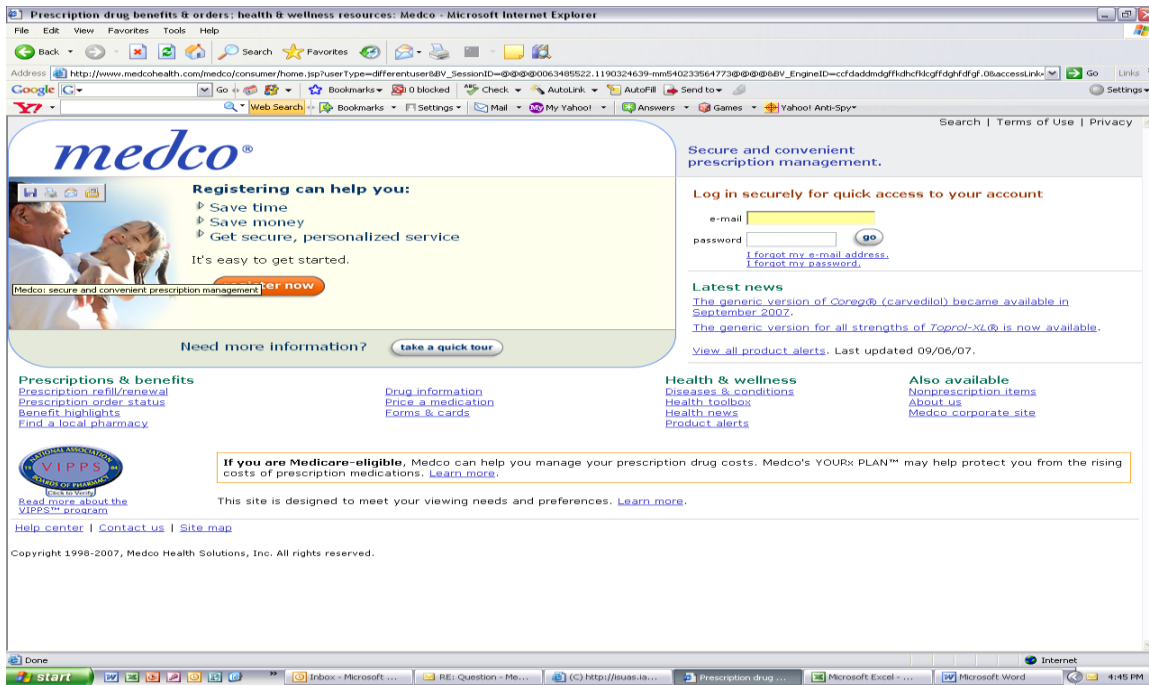 Prescription drug benefits & orders; health & wellness resources: Medco - Microsoft Internet Explorer
File Edit View Favorites Tools Help
Back Search Favorites
Address http://www.medcohealth.com/medco/consumer/home.jsp?userType=differentuser&BV_SessionID=@@@@0063485522.1190324639-mm540233564773@@@@&BV_EngineID=ccfdaddmdgffkdhcfkcgffdghfdfgf.0&accessLink= Go Links
Google G Go Bookmarks 0 blocked Check AutoLink AutoFill Send to Settings
Y! Web Search Bookmarks Settings Mail My Yahoo! Answers Games Yahoo! Anti-Spy
Search | Terms of Use | Privacy
medco®
Secure and convenient
prescription management.
Registering can help you:
Save time
Save money
Get secure, personalized service
It's easy to get started.
Medco: secure and convenient prescription management
now
Need more information? take a quick tour
Log in securely for quick access to your account
e-mail
password go
I forgot my e-mail address.
I forgot my password.
Latest news
The generic version of Coreg® (carvedilol) became available in
September 2007.
The generic version for all strengths of Toprol-XL® is now available.
View all product alerts. Last updated 09/06/07.
Prescriptions & benefits
Prescription refill/renewal
Prescription order status
Benefit highlights
Find a local pharmacy
Drug information
Price a medication
Forms & cards
Health & wellness
Diseases & conditions
Health toolbox
Health news
Product alerts
Also available
Nonprescription items
About us
Medco corporate site
NATIONAL ASSOCIATION
VIPPS
BOARDS OF PHARMACY
Click to Verify
Read more about the
VIPPS™ program
If you are Medicare-eligible, Medco can help you manage your prescription drug costs. Medco's YOURx PLAN™ may help protect you from the rising
costs of prescription medications. Learn more.
This site is designed to meet your viewing needs and preferences. Learn more.
Help center | Contact us | Site map
Copyright 1998-2007, Medco Health Solutions, Inc. All rights reserved.
Done Internet
start Inbox - Microsoft ... RE: Question - Me... (C) http://isuas.ia... Prescription drug ... Microsoft Excel - ... Microsoft Word 4:45 PM